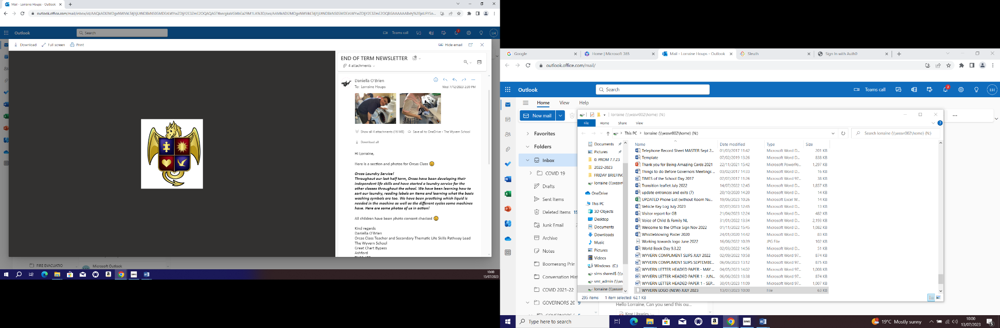 Mail - Lorraine Houps - Outlook
outlook.office.com/mail/inbox/id/
Outlook
Search
Teams call
3
LH
Download
Full screen
Print
Hide email
END OF TERM NEWSLETTER
4 attachments
Daniella O'Brien
To: Lorraine Houps
Wed 7/12/2023 2:39 PM
Show all 4 attachments (16 MB)
Save all to OneDrive - The Wyvern School
Download all
Hi Lorraine,
Here is a section and photos for Orcas Class
Orcas Laundry Service!
Throughout our last half term, Orcas have been developing their
independent life skills and have started a laundry service for the
other classes throughout the school. We have been learning how to
sort our laundry, reading labels on items and learning what the basic
washing symbols are too. We have been practising which liquid is
needed in the machine as well as the different cycles some machines
have. Here are some photos of us in action!
All children have been photo consent checked
Kind regards
Daniella O'Brien
Orcas Class Teacher and Secondary Thematic Life Skills Pathway Lead
The Wyvern School
Great Chart Bypass
Ashford
FIRE EVACUATIO
Microsoft Outlook
10:00
13/07/2023
Google
Home | Microsoft 365
Mail - Lorraine Houps - Outlook
Sleuth
Sign In with Auth0
outlook.office.com/mail/
Outlook
Search
Teams call
3
LH
Home
View
Help
New mail
Favorites
Folders
Inbox
COVID 19
Drafts
Sent Items
Deleted Items 15
Junk Email
Archive
Notes
Boomerang Prin
Conversation Hist
COVID 2021-22
GOVERNORS 20 9
lorraine (\\wssvr002\home) (N:)
File
Home
Share
View
This PC > lorraine (\\wssvr002\home) (N:)
Search lorraine (\\wssvr002\home) (N:)
Documents
Pictures
0. PROM 7.7.23
2022-2023
FRIDAY BRIEFING
lorraine (\\wssvr
OneDrive
This PC
3D Objects
Desktop
Documents
Downloads
Music
Pictures
Videos
Windows (C:)
sims shared$ (\\w
smt_admin (\\ws
lorraine (\\wssvr
Name Date modified Type Size
Telephone Record Sheet MASTER Sept 2... 01/03/2017 11:42 Microsoft Word D... 201 KB
Template 07/02/2019 13:26 Microsoft Word D... 838 KB
Thank you for Being Amazing Cards 2021 22/11/2021 15:42 Microsoft PowerPo... 1,297 KB
Things to do Before Governors Meetings ... 03/02/2017 14:33 Microsoft Word D... 16 KB
TIMES of the School Day 2017 07/07/2017 11:26 Microsoft Word 97... 38 KB
Transition leaflet July 2022 14/07/2022 12:45 Microsoft Word D... 1,857 KB
update entrances and exits (7) 20/10/2020 14:20 Microsoft Word D... 14 KB
UPDATED Phone List (without Room Nu... 19/06/2023 10:26 Microsoft Excel W... 14 KB
Vehicle Key Log July 2023 07/07/2023 12:45 Microsoft Word D... 13 KB
Visitor report for GB 21/04/2023 12:24 Microsoft Word D... 482 KB
Voice of Child & Family NL 31/01/2022 13:34 Microsoft Word D... 2,193 KB
Welcome to the Office Sign Nov 2022 01/11/2022 15:45 Microsoft Word D... 1,082 KB
Whistleblowing Poster 2020 24/01/2020 14:42 Microsoft Word D... 83 KB
Working towards logo June 2022 16/06/2022 10:39 JPG File 102 KB
World Book Day 9.3.22 02/03/2022 14:56 Microsoft Word D... 51 KB
WYVERN COMPLIMENT SLIPS JULY 2022 02/09/2022 10:58 Microsoft Word 97... 874 KB
WYVERN COMPLIMENT SLIPS SEPTEMBE... 06/06/2023 13:12 Microsoft Word 97... 875 KB
WYVERN LETTER HEADED PAPER - MAY ... 04/05/2023 14:02 Microsoft Word 97... 1,008 KB
WYVERN LETTER HEADED PAPER 1 - JUN... 06/06/2023 13:38 Microsoft Word 97... 874 KB
WYVERN LETTER HEADED PAPER 1 - SEP... 30/01/2023 11:09 Microsoft Word 97... 1,007 KB
WYVERN LOGO (NEW) JULY 2023 13/07/2023 10:00 File 63 KB
295 items 1 item selected 62.1 KB
Hello Lorraine, Can you send this ou...
Kent Libraries -...
Type here to search
SIMS
19°C Mostly sunny
10:00
13/07/2023
5